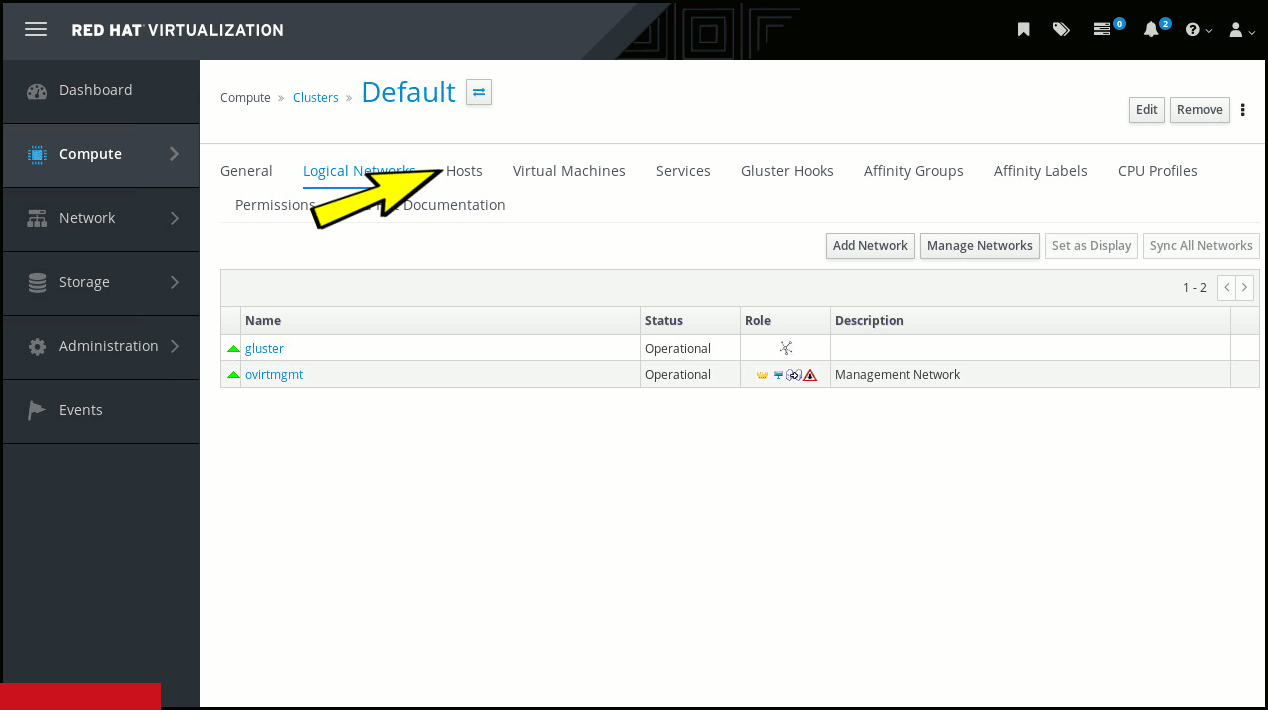 RED HAT VIRTUALIZATION
0
2
Dashboard
Compute
Network
Storage
Administration
Events
Compute » Clusters » Default
Edit
Remove
General
Logical Networks
Hosts
Virtual Machines
Services
Gluster Hooks
Affinity Groups
Affinity Labels
CPU Profiles
Permissions
Documentation
Add Network
Manage Networks
Set as Display
Sync All Networks
1 - 2
Name Status Role Description
gluster Operational
ovirtmgmt Operational Management Network